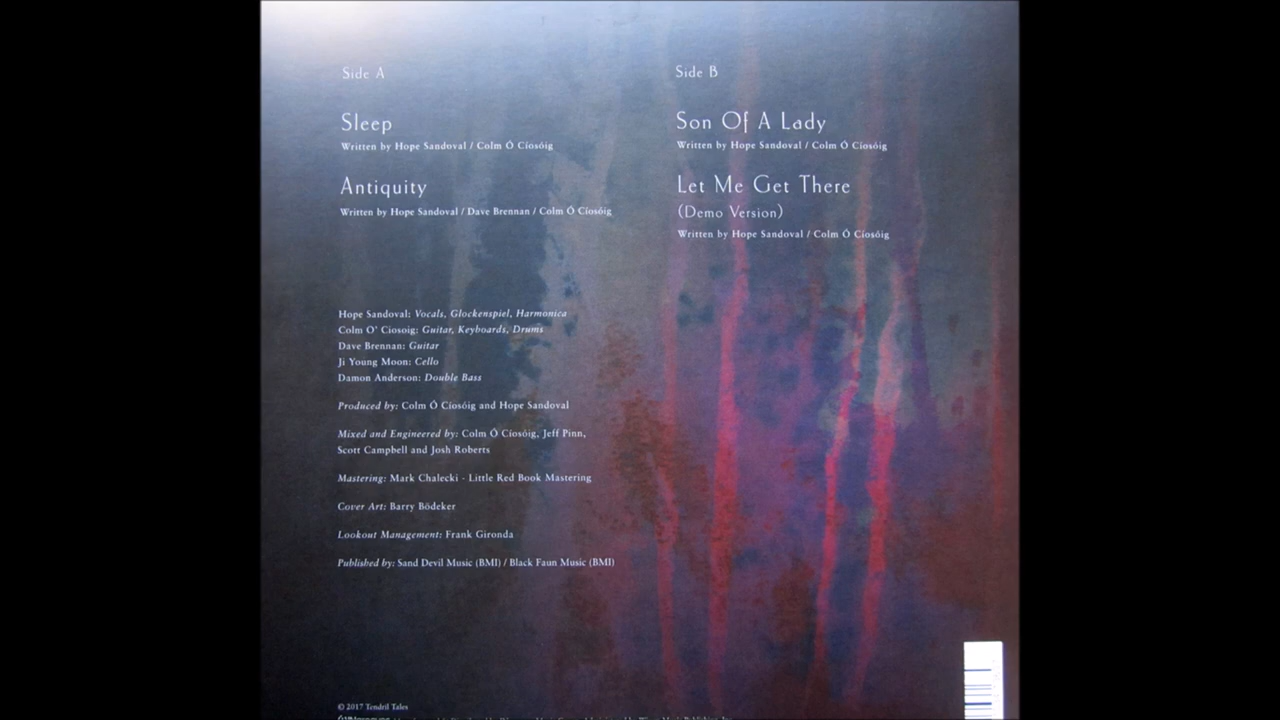 Side A
Sleep
Written by Hope Sandoval / Colm Ó Cíosóig
Antiquity
Written by Hope Sandoval / Dave Brennan / Colm Ó Cíosóig
Side B
Son Of A Lady
Written by Hope Sandoval / Colm Ó Cíosóig
Let Me Get There
(Demo Version)
Written by Hope Sandoval / Colm Ó Cíosóig
Hope Sandoval: Vocals, Glockenspiel, Harmonica
Colm O' Ciosoig: Guitar, Keyboards, Drums
Dave Brennan: Guitar
Ji Young Moon: Cello
Damon Anderson: Double Bass
Produced by: Colm Ó Cíosóig and Hope Sandoval
Mixed and Engineered by: Colm Ó Cíosóig, Jeff Pinn,
Scott Campbell and Josh Roberts
Mastering: Mark Chalecki - Little Red Book Mastering
Cover Art: Barry Bödeker
Lookout Management: Frank Gironda
Published by: Sand Devil Music (BMI) / Black Faun Music (BMI)
© 2017 Tendril Tales